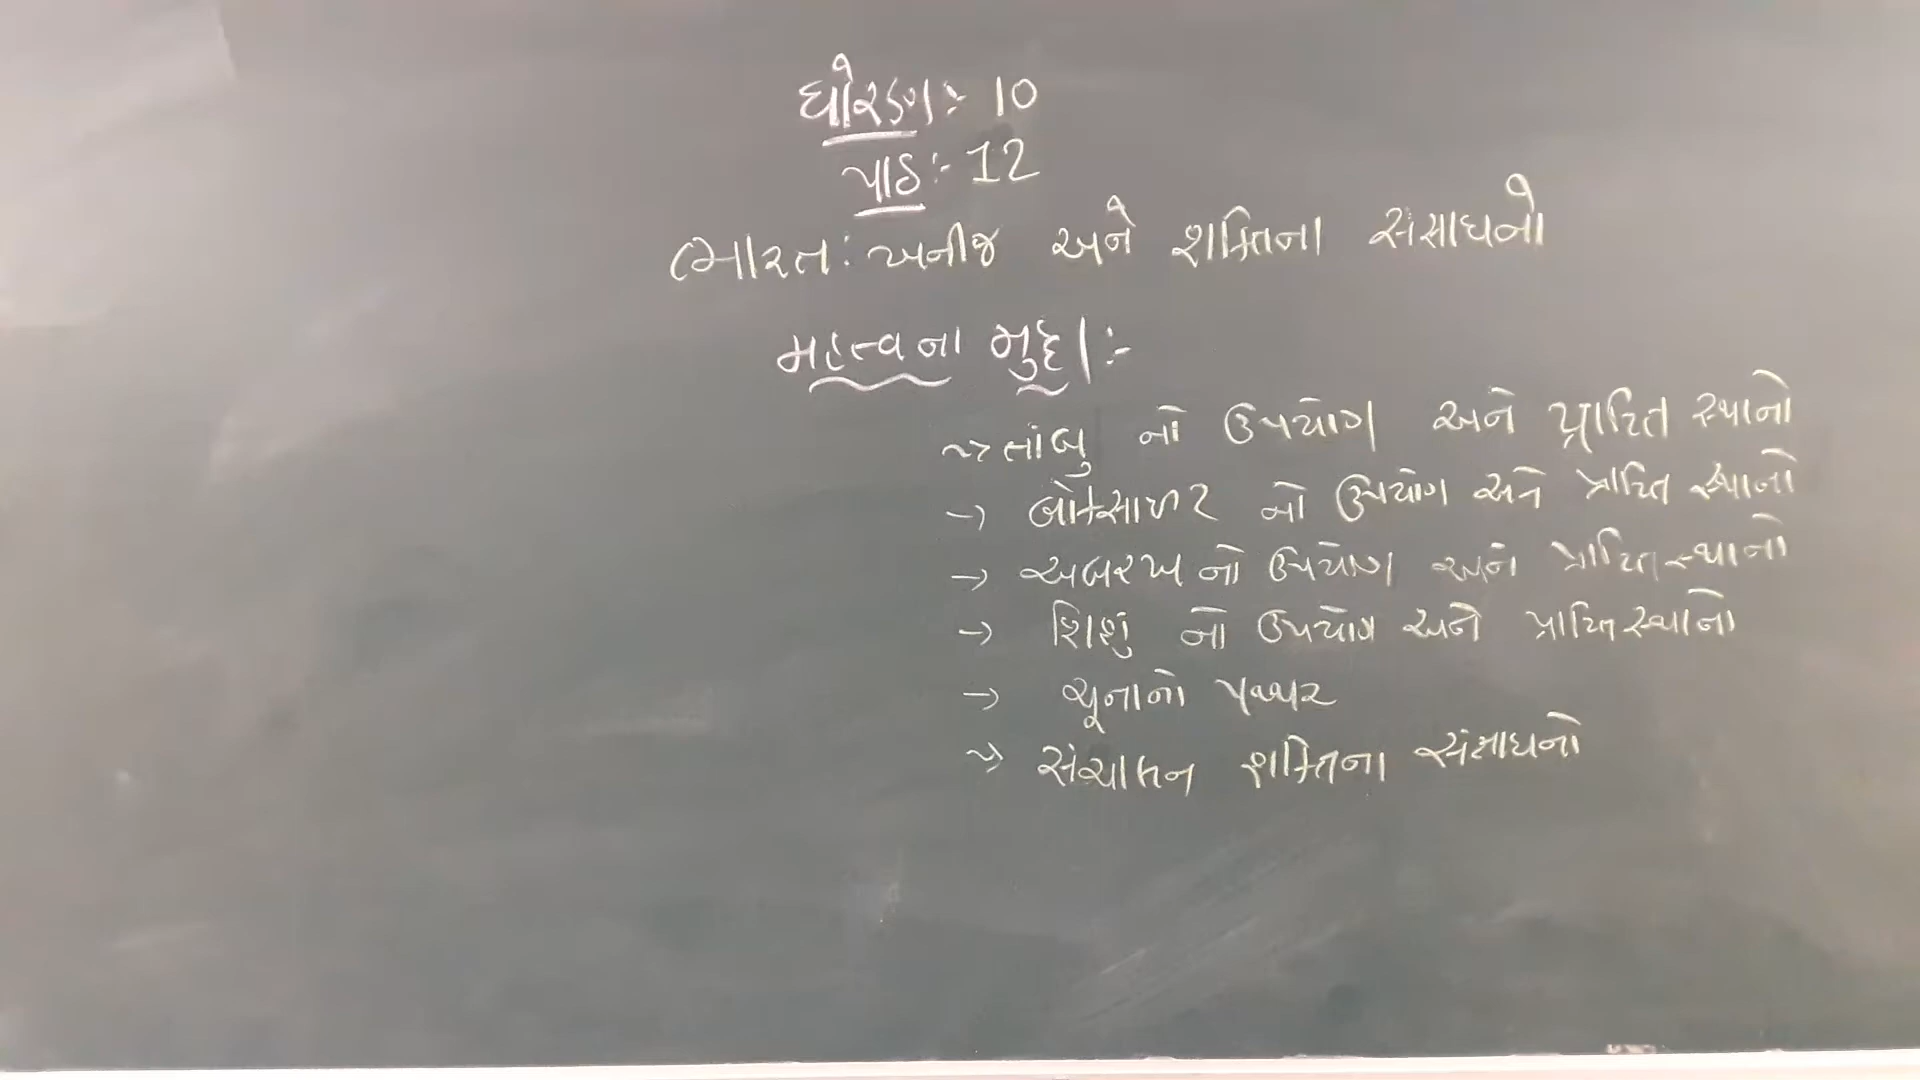 ધોરણ :- 10
પાઠ :- 12
ભારત : ખનીજ અને શક્તિના સંસાધનો
મહત્વના મુદ્દા :-
→ તાંબુ નો ઉપયોગ અને પ્રાપ્તિ સ્થાનો
→ બોક્સાઈટ નો ઉપયોગ અને પ્રાપ્તિ સ્થાનો
→ અબરખ નો ઉપયોગ અને પ્રાપ્તિ સ્થાનો
→ શિશું નો ઉપયોગ અને પ્રાપ્તિ સ્થાનો
→ ચૂનાનો પથ્થર
→ સંચાલન શક્તિના સંસાધનો